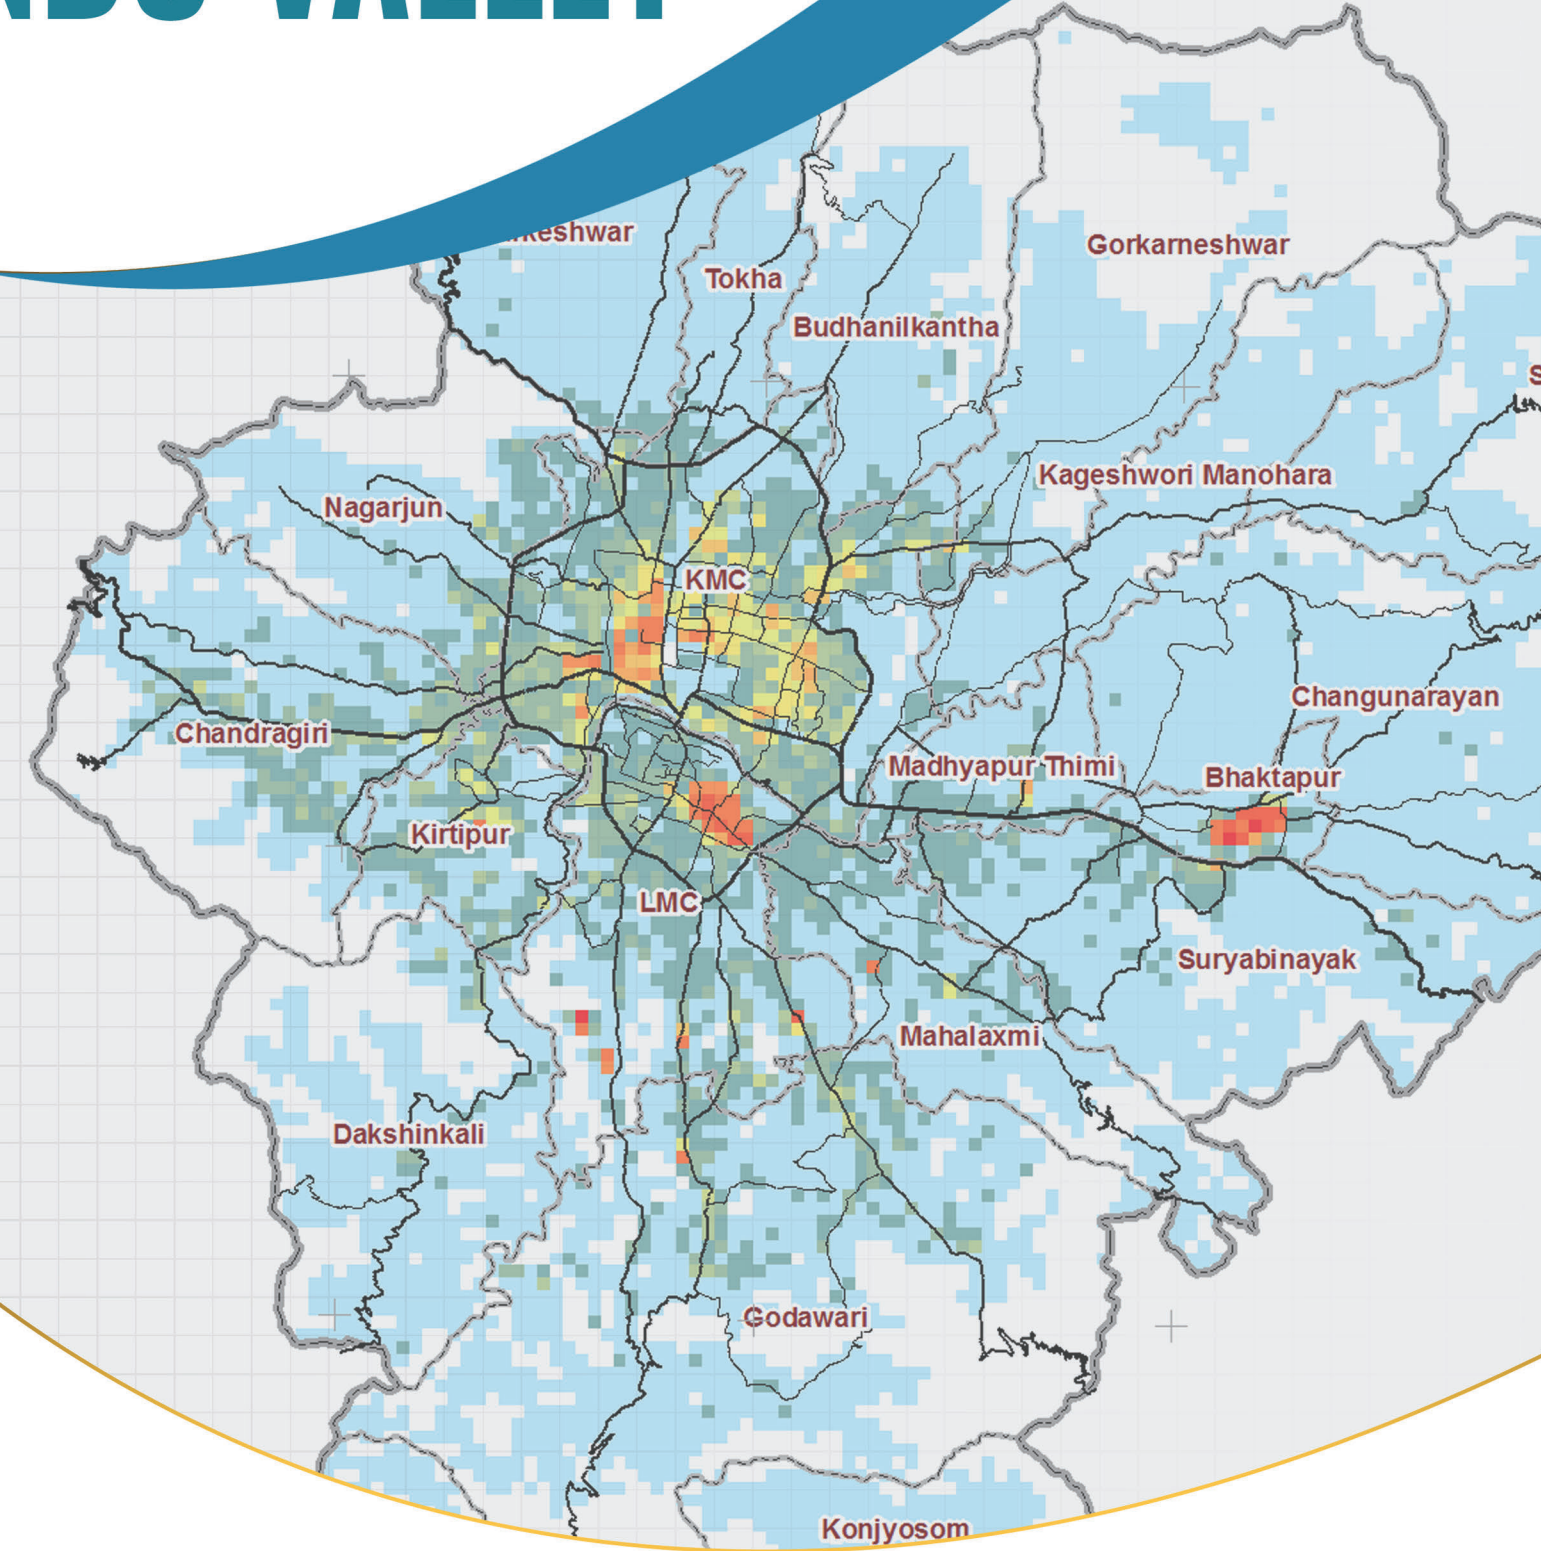 VALLEY
Gorkarneshwar
Tokha
Budhanilkantha
Kageshwori Manohara
Nagarjun
KMC
Changunarayan
Chandragiri
Madhyapur Thimi
Bhaktapur
Kirtipur
LMC
Suryabinayak
Mahalaxmi
Dakshinkali
Godawari
Konjyosom